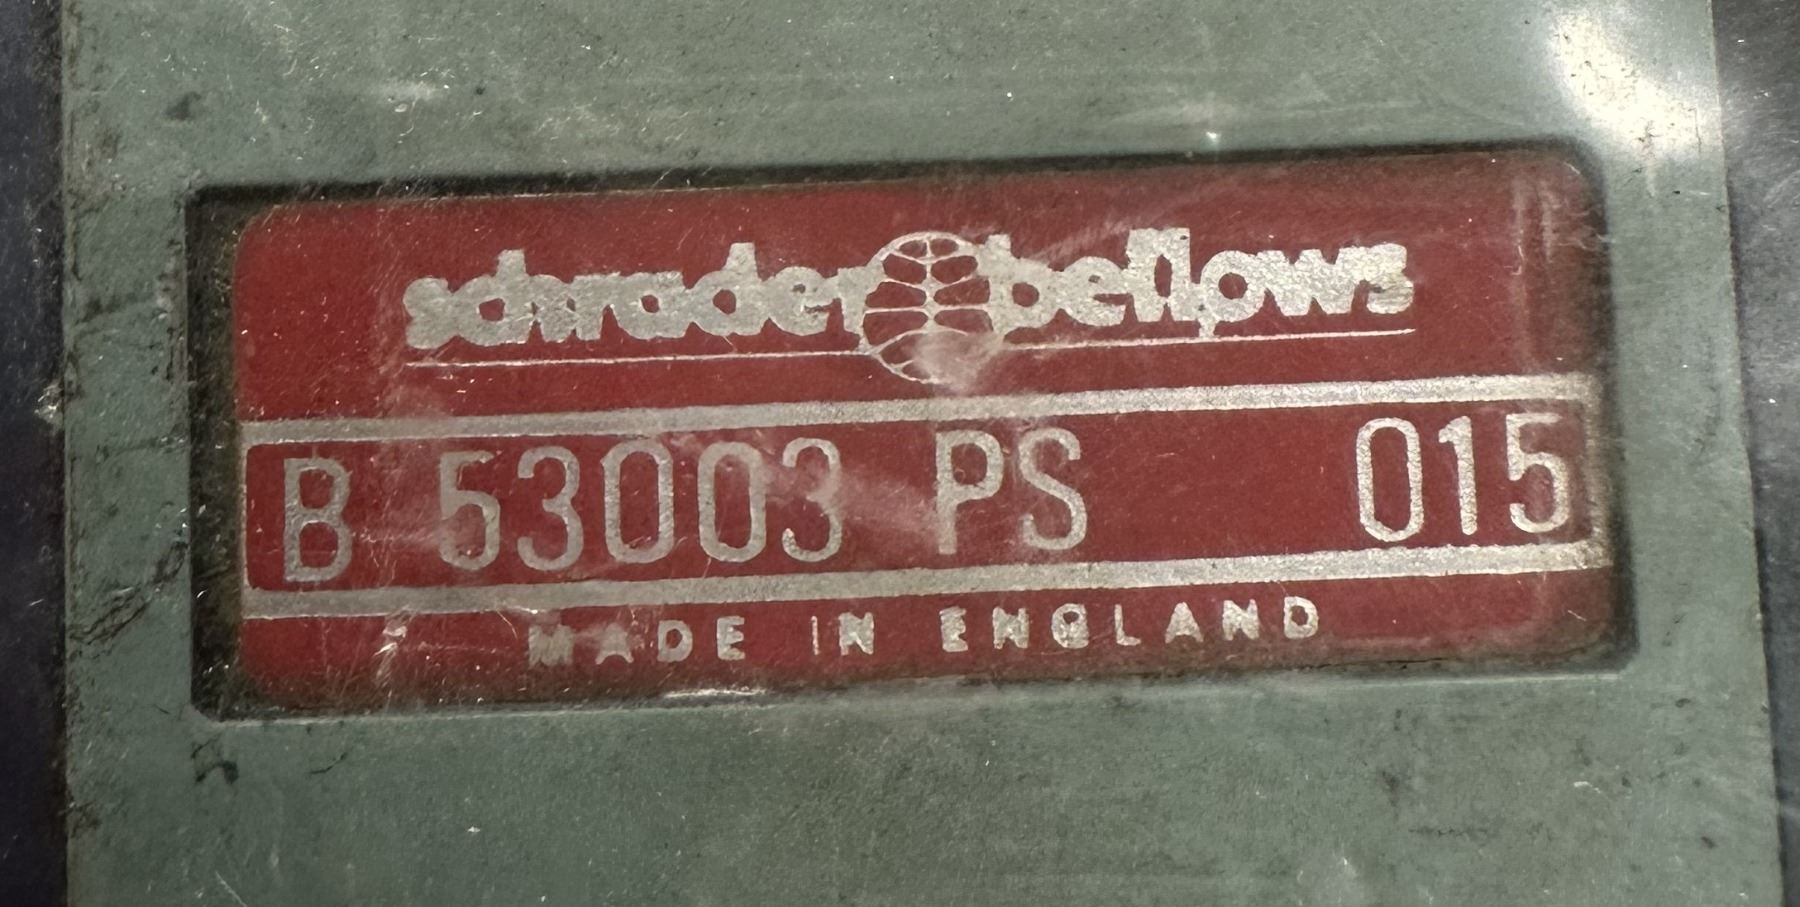 schrader bellows
B 53003 PS 015
MADE IN ENGLAND